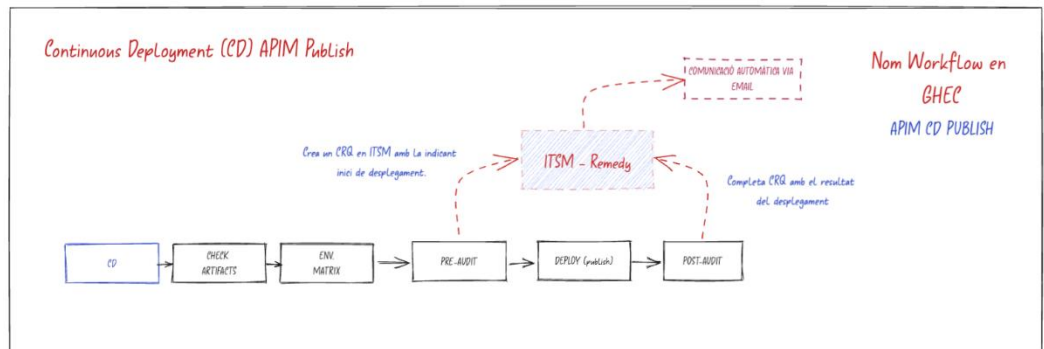 Continuous Deployment (CD) APIM Publish
COMUNICACIÓ AUTOMÀTICA VIA
EMAIL
Nom Workflow en
GHEC
APIM CD PUBLISH
Crea un CRQ en ITSM amb la indicant
inici de desplegament.
ITSM - Remedy
Completa CRQ amb el resultat
del desplegament
CD
CHECK
ARTIFACTS
ENV.
MATRIX
PRE-AUDIT
DEPLOY (publish)
POST-AUDIT